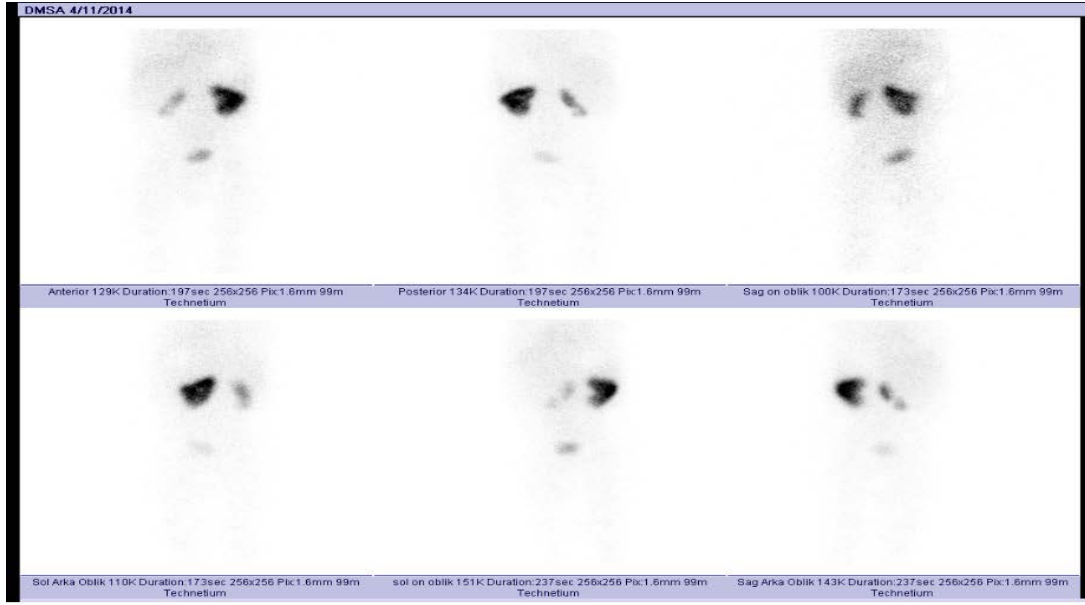 DMSA 4/11/2014
Anterior 129K Duration:197sec 256x256 Pix:1.6mm 99m
Technetium
Posterior 134K Duration:197sec 256x256 Pix:1.6mm 99m
Technetium
Sag on oblik 100K Duration:173sec 256x256 Pix:1.6mm 99m
Technetium
Sol Arka Oblik 110K Duration:173sec 256x256 Pix:1.6mm 99m
Technetium
sol on oblik 151K Duration:237sec 256x256 Pix:1.6mm 99m
Technetium
Sag Arka Oblik 143K Duration:237sec 256x256 Pix:1.6mm 99m
Technetium